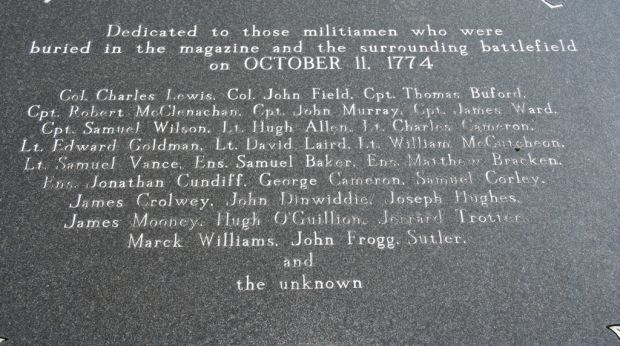 Dedicated to those militiamen who were
buried in the magazine and the surrounding battlefield
on OCTOBER 11, 1774
Col. Charles Lewis, Col. John Field, Cpt. Thomas Buford,
Cpt. Robert McClenachan, Cpt. John Murray, Cpt. James Ward,
Cpt. Samuel Wilson, Lt. Hugh Allen, Lt. Charles Cameron,
Lt. Edward Goldman, Lt. David Laird, Lt. William McCutcheon,
Lt. Samuel Vance, Ens. Samuel Baker, Ens. Matthew Bracken,
Ens. Jonathan Cundiff, George Cameron, Samuel Corley,
James Crolwey, John Dinwiddie, Joseph Hughes,
James Mooney, Hugh O'Guillion, Jerrard Trotter,
Marck Williams, John Frogg, Sutler,
and
the unknown